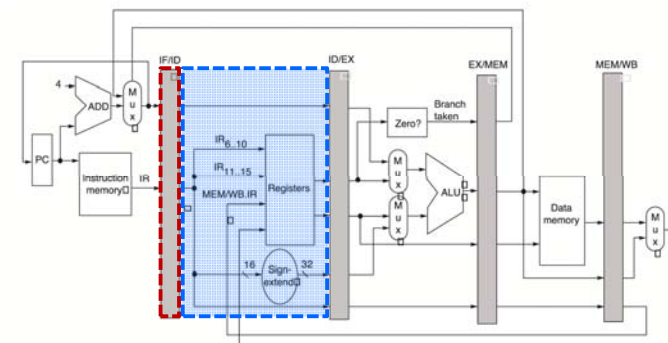 IF/ID
ID/EX
EX/MEM
MEM/WB
4
ADD
M
u
x
Branch
taken
Zero?
IR6..10
IR11..15
MEM/WB.IR
Registers
PC
Instruction
memory
IR
M
u
x
M
u
x
ALU
Data
memory
M
u
x
16
Sign-
extend
32